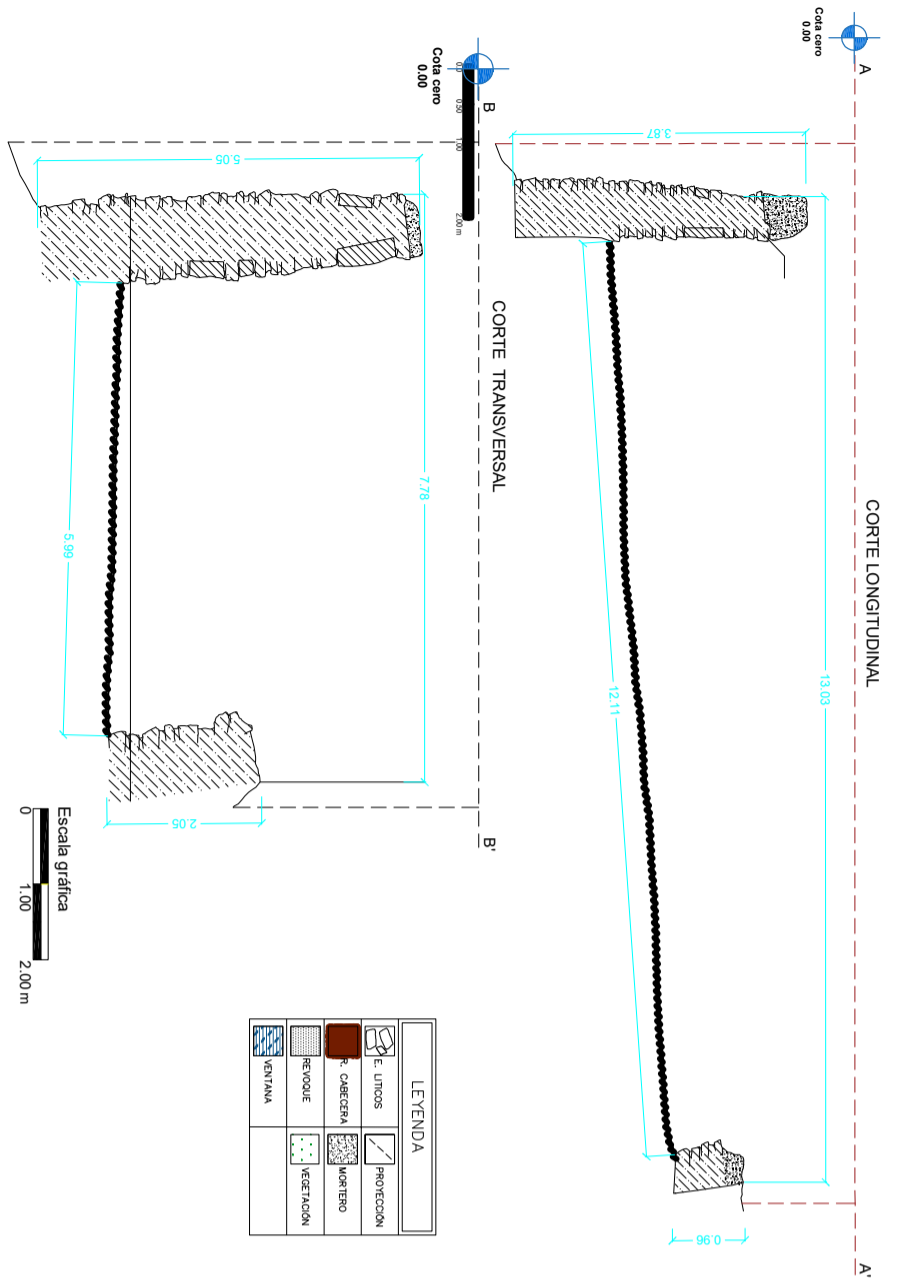 CORTE LONGITUDINAL
A
A'
Cota cero
0.00
3.87
13.03
12.11
0.96
CORTE TRANSVERSAL
B
B'
Cota cero
0.00
0.0
0.50
1.00
2.00 m
5.05
7.78
5.99
2.05
Escala gráfica
0
1.00
2.00 m
LEYENDA
E. LITICOS
PROYECCIÓN
R. CABECERA
MORTERO
REVOQUE
VEGETACIÓN
VENTANA